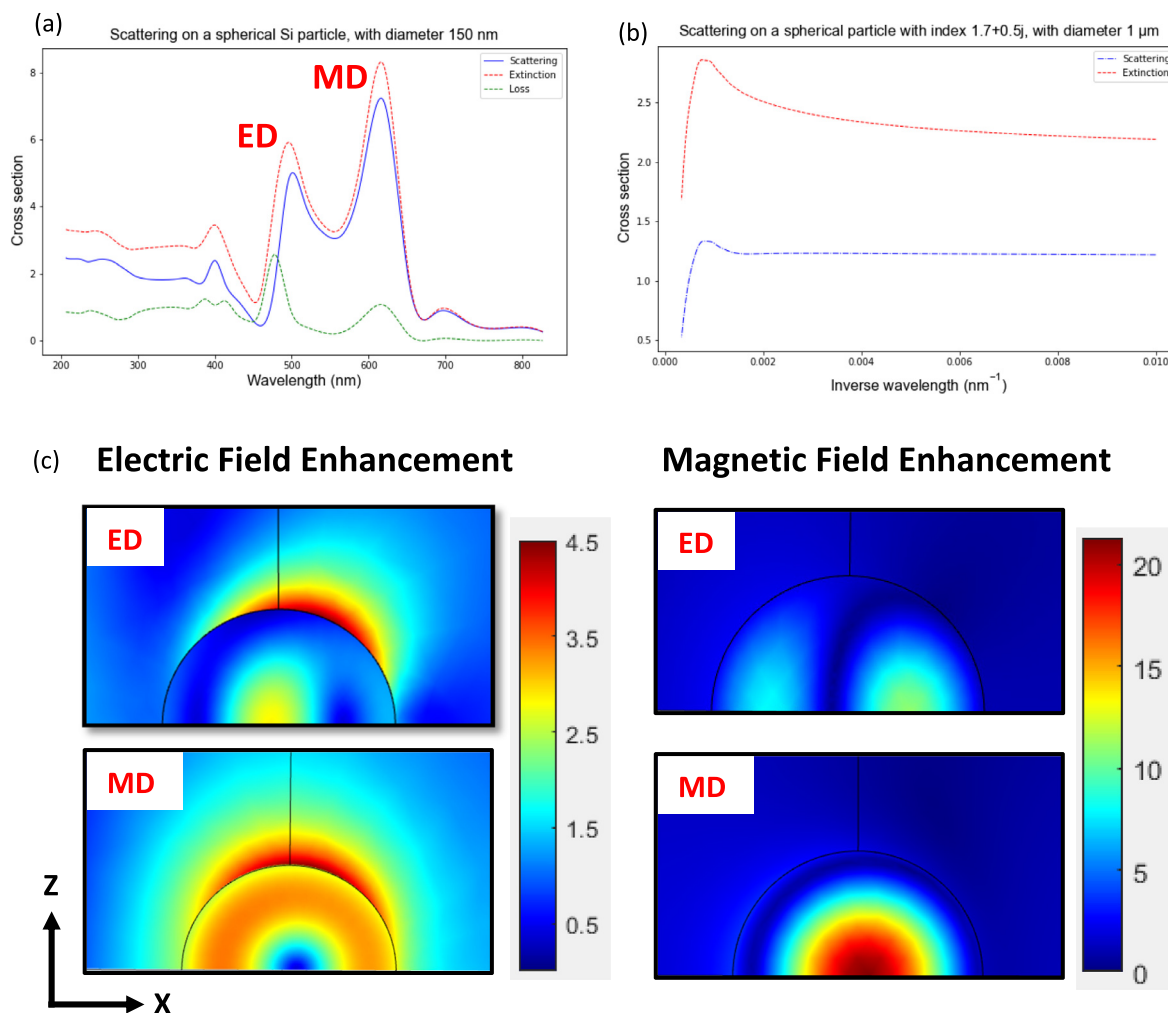 (a)
Scattering on a spherical Si particle, with diameter 150 nm
Scattering
Extinction
Loss
MD
ED
8
6
4
2
0
Cross section
200 300 400 500 600 700 800
Wavelength (nm)
(b)
Scattering on a spherical particle with index 1.7+0.5j, with diameter 1 μm
Scattering
Extinction
2.5
2.0
1.5
1.0
0.5
Cross section
0.000 0.002 0.004 0.006 0.008 0.010
Inverse wavelength (nm⁻¹)
(c)
Electric Field Enhancement
ED
MD
4.5
3.5
2.5
1.5
0.5
Z
X
Magnetic Field Enhancement
ED
MD
20
15
10
5
0